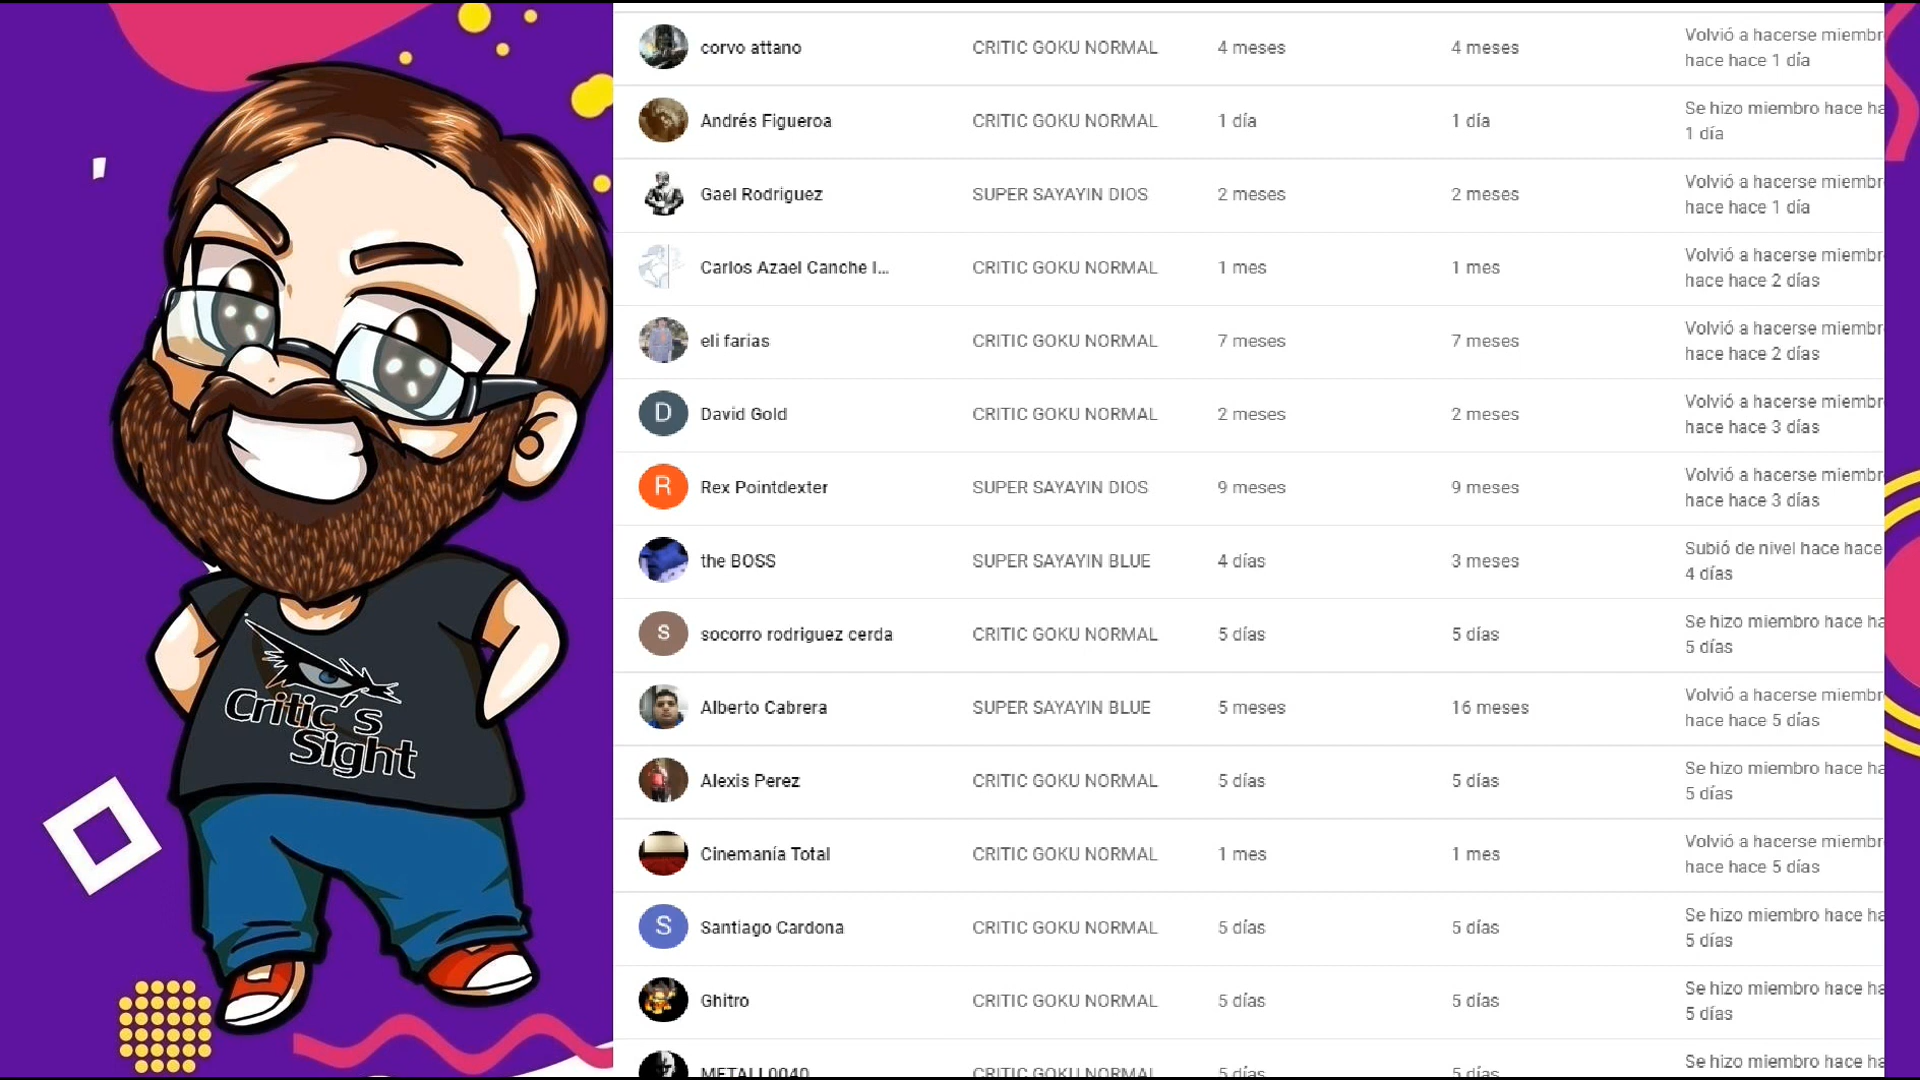 Critic´s
Sight
corvo attano CRITIC GOKU NORMAL 4 meses 4 meses Volvió a hacerse miembr
hace hace 1 día
Andrés Figueroa CRITIC GOKU NORMAL 1 día 1 día Se hizo miembro hace ha
1 día
Gael Rodriguez SUPER SAYAYIN DIOS 2 meses 2 meses Volvió a hacerse miembr
hace hace 1 día
Carlos Azael Canche I... CRITIC GOKU NORMAL 1 mes 1 mes Volvió a hacerse miembr
hace hace 2 días
eli farias CRITIC GOKU NORMAL 7 meses 7 meses Volvió a hacerse miembr
hace hace 2 días
D David Gold CRITIC GOKU NORMAL 2 meses 2 meses Volvió a hacerse miembr
hace hace 3 días
R Rex Pointdexter SUPER SAYAYIN DIOS 9 meses 9 meses Volvió a hacerse miembr
hace hace 3 días
the BOSS SUPER SAYAYIN BLUE 4 días 3 meses Subió de nivel hace hace
4 días
s socorro rodriguez cerda CRITIC GOKU NORMAL 5 días 5 días Se hizo miembro hace ha
5 días
Alberto Cabrera SUPER SAYAYIN BLUE 5 meses 16 meses Volvió a hacerse miembr
hace hace 5 días
Alexis Perez CRITIC GOKU NORMAL 5 días 5 días Se hizo miembro hace ha
5 días
Cinemanía Total CRITIC GOKU NORMAL 1 mes 1 mes Volvió a hacerse miembr
hace hace 5 días
S Santiago Cardona CRITIC GOKU NORMAL 5 días 5 días Se hizo miembro hace ha
5 días
Ghitro CRITIC GOKU NORMAL 5 días 5 días Se hizo miembro hace ha
5 días
METALL0040 CRITIC GOKU NORMAL 5 días 5 días Se hizo miembro hace ha